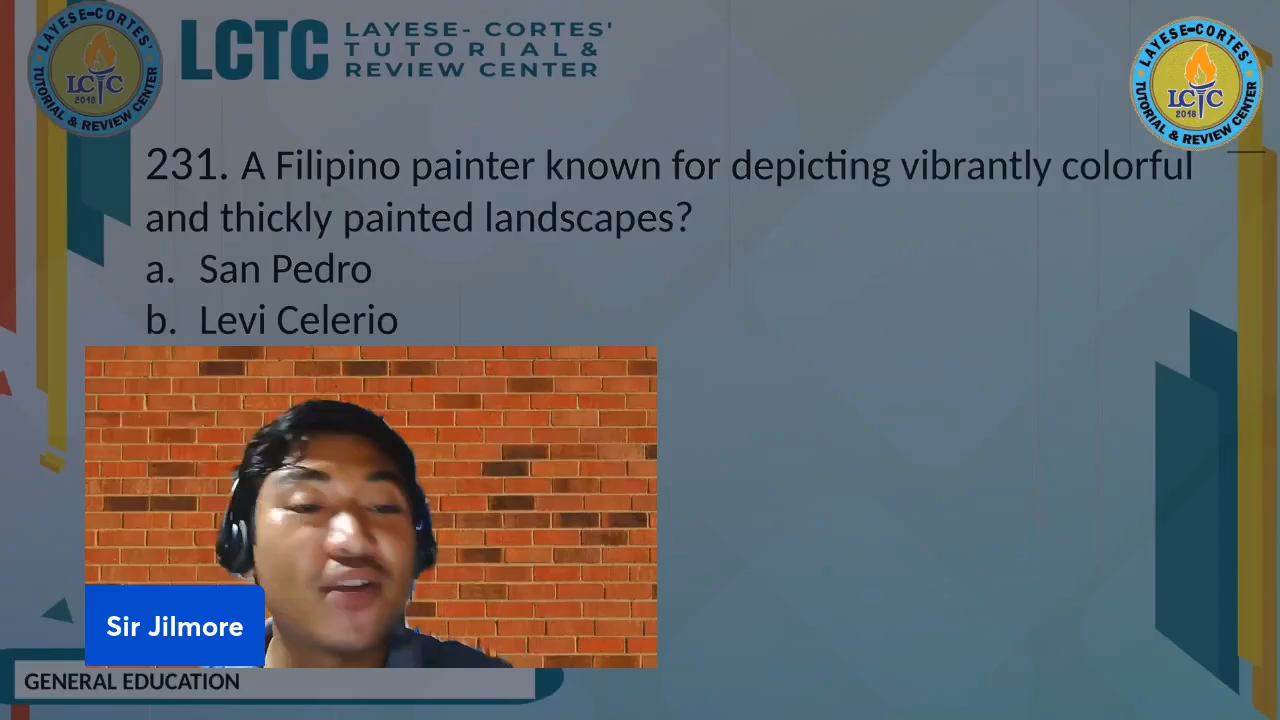 LAYESE-CORTES'
LCTC
2018
TUTORIAL & REVIEW CENTER
LCTC
LAYESE- CORTES'
TUTORIAL &
REVIEW CENTER
LAYESE-CORTES'
LCTC
2018
TUTORIAL & REVIEW CENTER
231. A Filipino painter known for depicting vibrantly colorful
and thickly painted landscapes?
a. San Pedro
b. Levi Celerio
Sir Jilmore
GENERAL EDUCATION